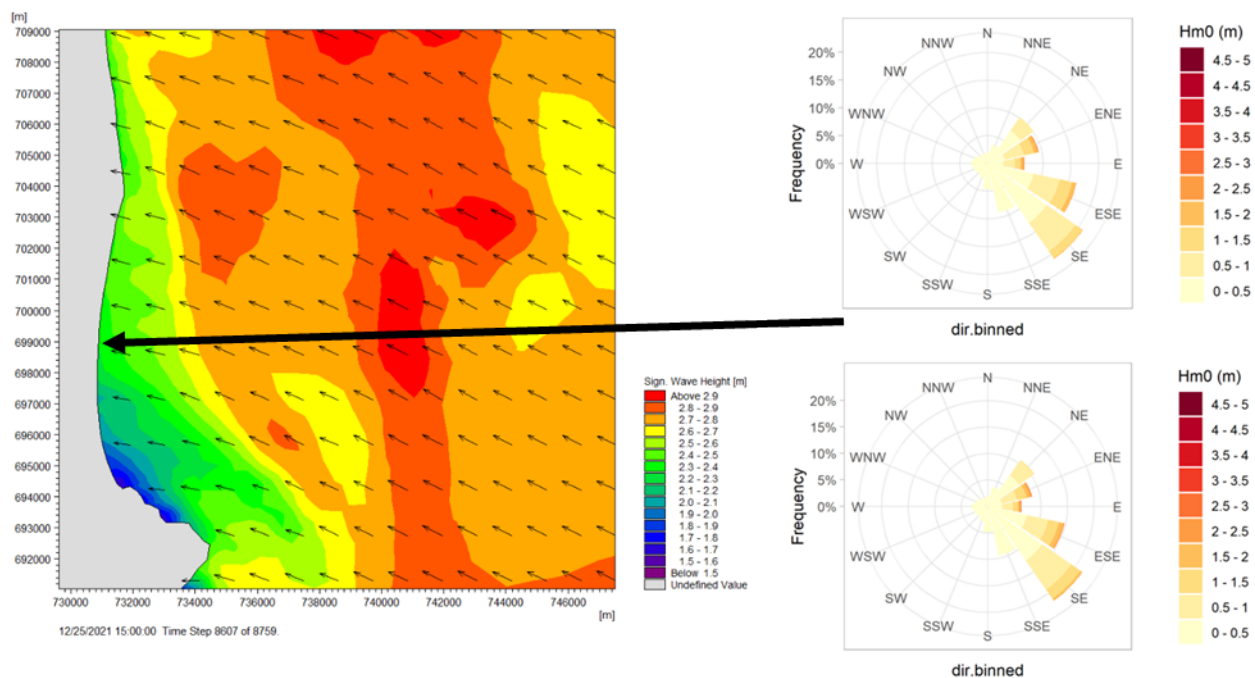 [m]
709000
708000
707000
706000
705000
704000
703000
702000
701000
700000
699000
698000
697000
696000
695000
694000
693000
692000
730000 732000 734000 736000 738000 740000 742000 744000 746000
[m]
12/25/2021 15:00:00 Time Step 8607 of 8759.
Sign. Wave Height [m]
Above 2.9
2.8 - 2.9
2.7 - 2.8
2.6 - 2.7
2.5 - 2.6
2.4 - 2.5
2.3 - 2.4
2.2 - 2.3
2.1 - 2.2
2.0 - 2.1
1.9 - 2.0
1.8 - 1.9
1.7 - 1.8
1.6 - 1.7
1.5 - 1.6
Below 1.5
Undefined Value
Frequency
20%
15%
10%
5%
0%
N
NNE
NE
ENE
E
ESE
SE
SSE
S
SSW
SW
WSW
W
WNW
NW
NNW
dir.binned
Hm0 (m)
4.5 - 5
4 - 4.5
3.5 - 4
3 - 3.5
2.5 - 3
2 - 2.5
1.5 - 2
1 - 1.5
0.5 - 1
0 - 0.5
Frequency
20%
15%
10%
5%
0%
N
NNE
NE
ENE
E
ESE
SE
SSE
S
SSW
SW
WSW
W
WNW
NW
NNW
dir.binned
Hm0 (m)
4.5 - 5
4 - 4.5
3.5 - 4
3 - 3.5
2.5 - 3
2 - 2.5
1.5 - 2
1 - 1.5
0.5 - 1
0 - 0.5